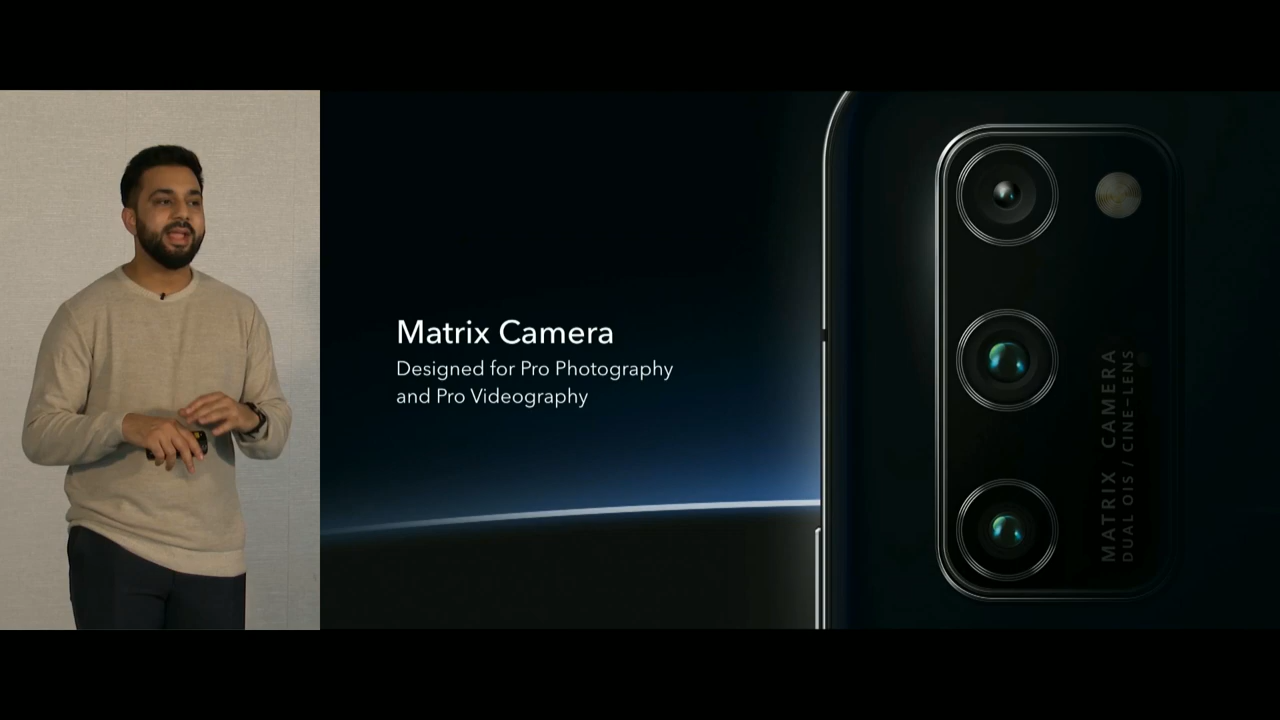 Matrix Camera
Designed for Pro Photography
and Pro Videography
MATRIX CAMERA
DUAL OIS / CINE-LENS